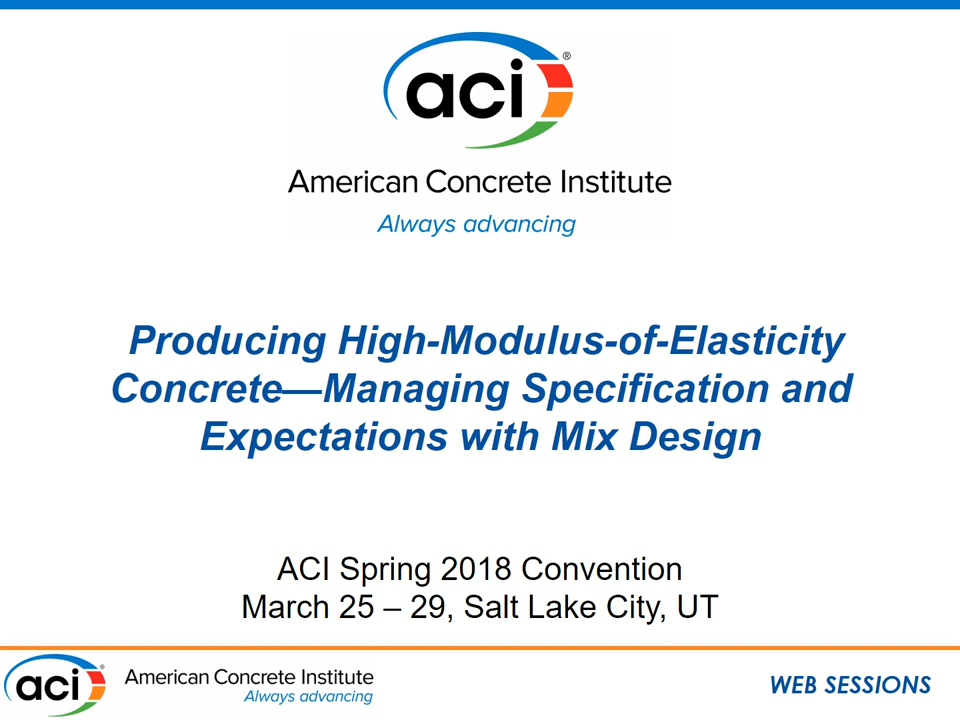 aci®
American Concrete Institute
Always advancing
Producing High-Modulus-of-Elasticity
Concrete—Managing Specification and
Expectations with Mix Design
ACI Spring 2018 Convention
March 25 – 29, Salt Lake City, UT
aci®
American Concrete Institute
Always advancing
WEB SESSIONS